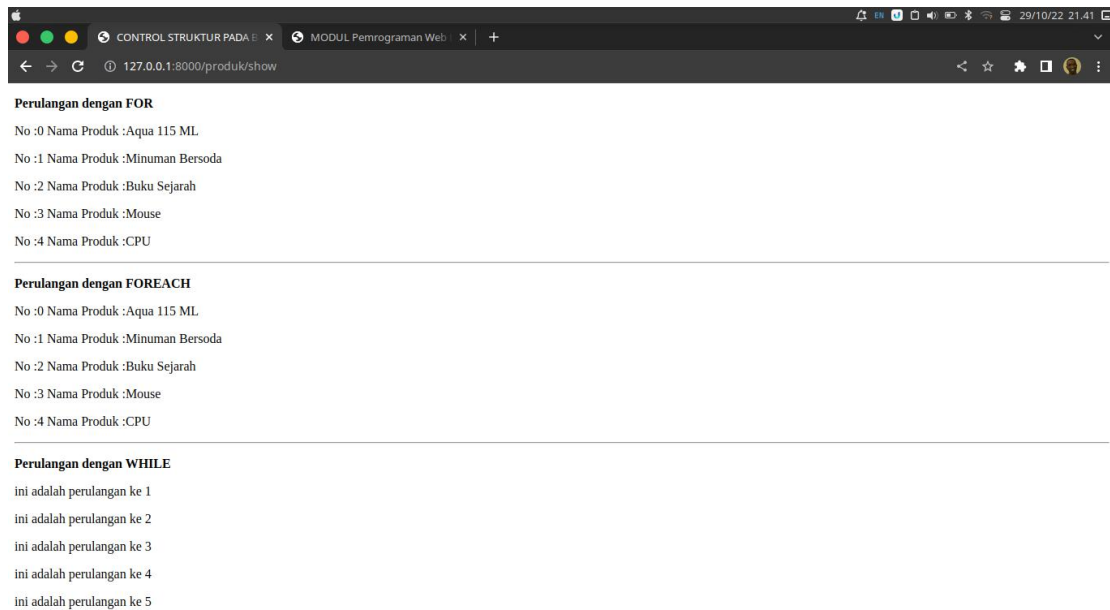 EN 29/10/22 21.41
CONTROL STRUKTUR PADA B MODUL Pemrograman Web
127.0.0.1:8000/produk/show
Perulangan dengan FOR
No :0 Nama Produk :Aqua 115 ML
No :1 Nama Produk :Minuman Bersoda
No :2 Nama Produk :Buku Sejarah
No :3 Nama Produk :Mouse
No :4 Nama Produk :CPU
Perulangan dengan FOREACH
No :0 Nama Produk :Aqua 115 ML
No :1 Nama Produk :Minuman Bersoda
No :2 Nama Produk :Buku Sejarah
No :3 Nama Produk :Mouse
No :4 Nama Produk :CPU
Perulangan dengan WHILE
ini adalah perulangan ke 1
ini adalah perulangan ke 2
ini adalah perulangan ke 3
ini adalah perulangan ke 4
ini adalah perulangan ke 5